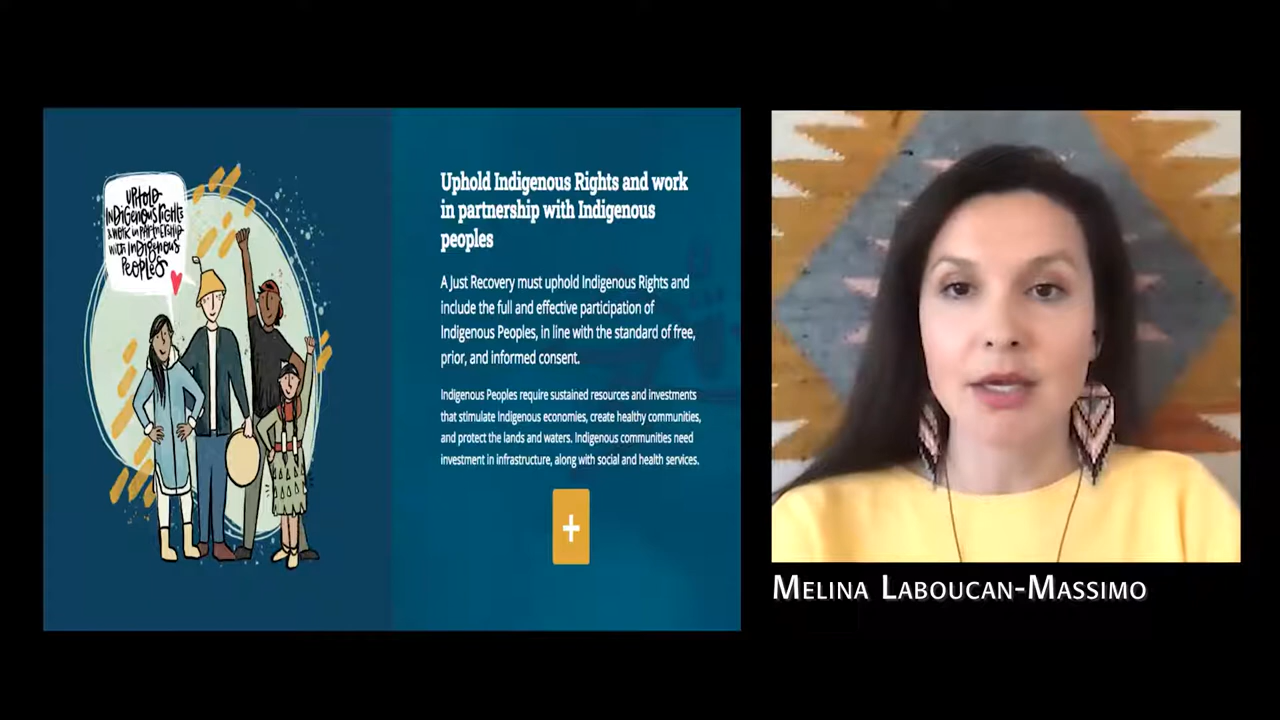 UPHOLD
INDIGENOUS RIGHTS
& WORK IN PARTNERSHIP
WITH INDIGENOUS
PEOPLES
Uphold Indigenous Rights and work
in partnership with Indigenous
peoples
A Just Recovery must uphold Indigenous Rights and
include the full and effective participation of
Indigenous Peoples, in line with the standard of free,
prior, and informed consent.
Indigenous Peoples require sustained resources and investments
that stimulate Indigenous economies, create healthy communities,
and protect the lands and waters. Indigenous communities need
investment in infrastructure, along with social and health services.
+
MELINA LABOUCAN-MASSIMO